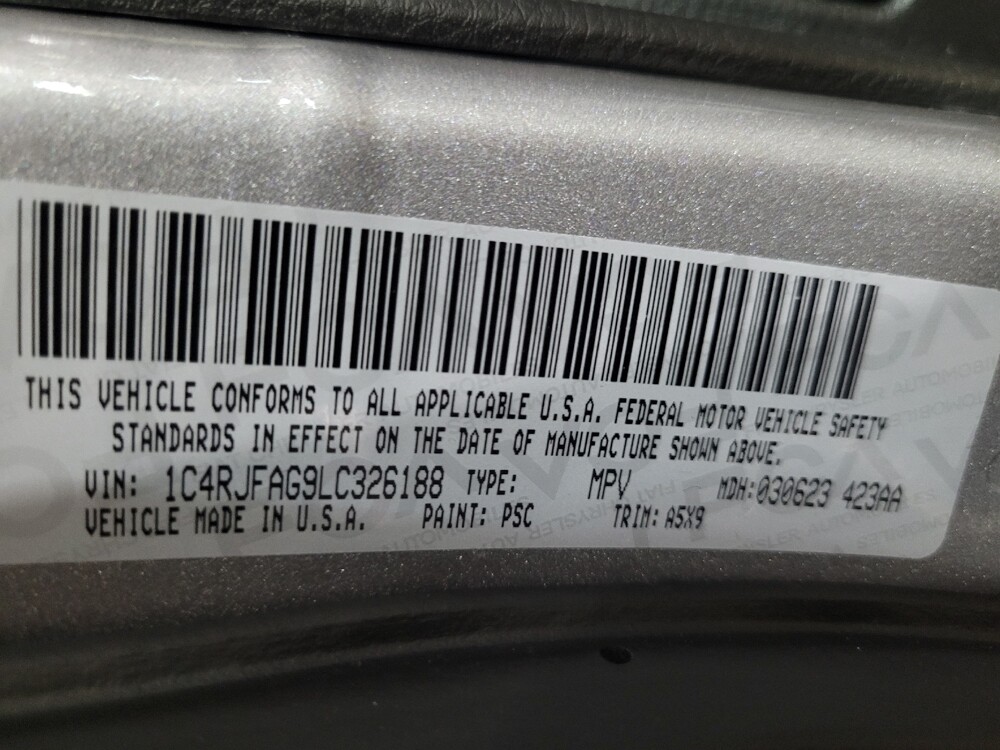 THIS VEHICLE CONFORMS TO ALL APPLICABLE U.S.A. FEDERAL MOTOR VEHICLE SAFETY
STANDARDS IN EFFECT ON THE DATE OF MANUFACTURE SHOWN ABOVE.
VIN: 1C4RJFAG9LC326188 TYPE: MPV MDH:030623 423AA
VEHICLE MADE IN U.S.A. PAINT: PSC TRIM: A5X9